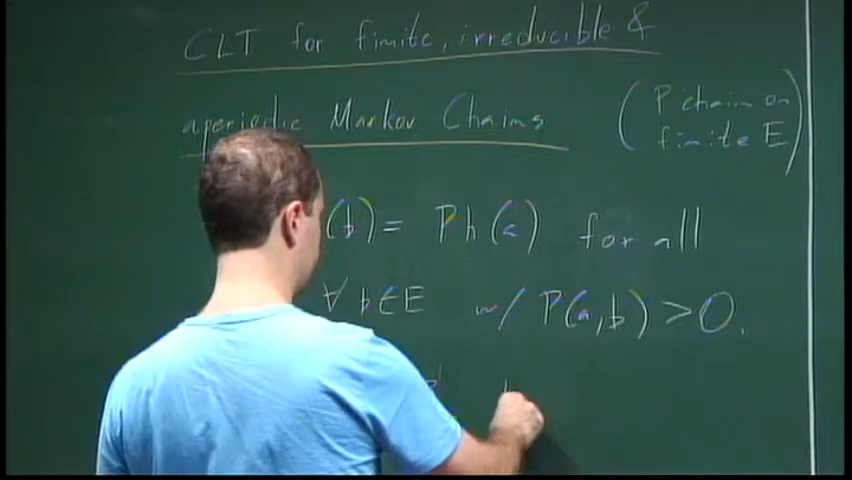 CLT for finite, irreducible &
aperiodic Markov Chains
( P chain on
finite E )
(b) = Ph(a) for all
∀ b∈E w/ P(a,b) >0.